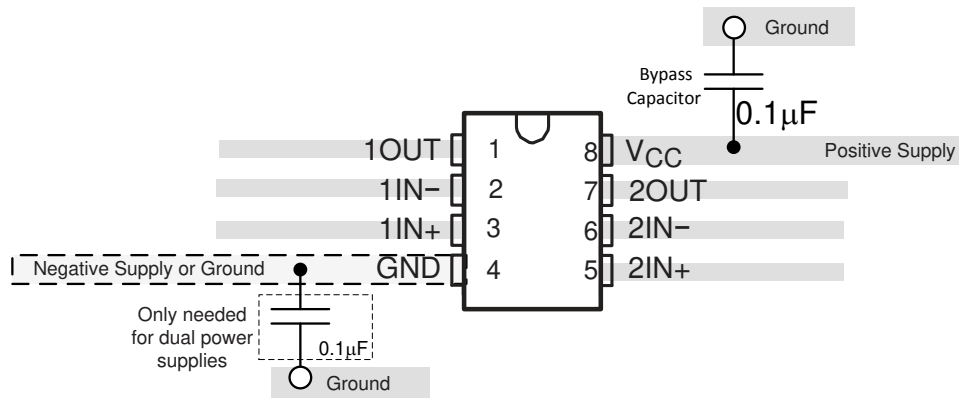 Ground
Bypass
Capacitor
0.1μF
1OUT 1 8 VCC Positive Supply
1IN− 2 7 2OUT
1IN+ 3 6 2IN-
Negative Supply or Ground GND 4 5 2IN+
Only needed
for dual power
supplies
0.1μF
Ground